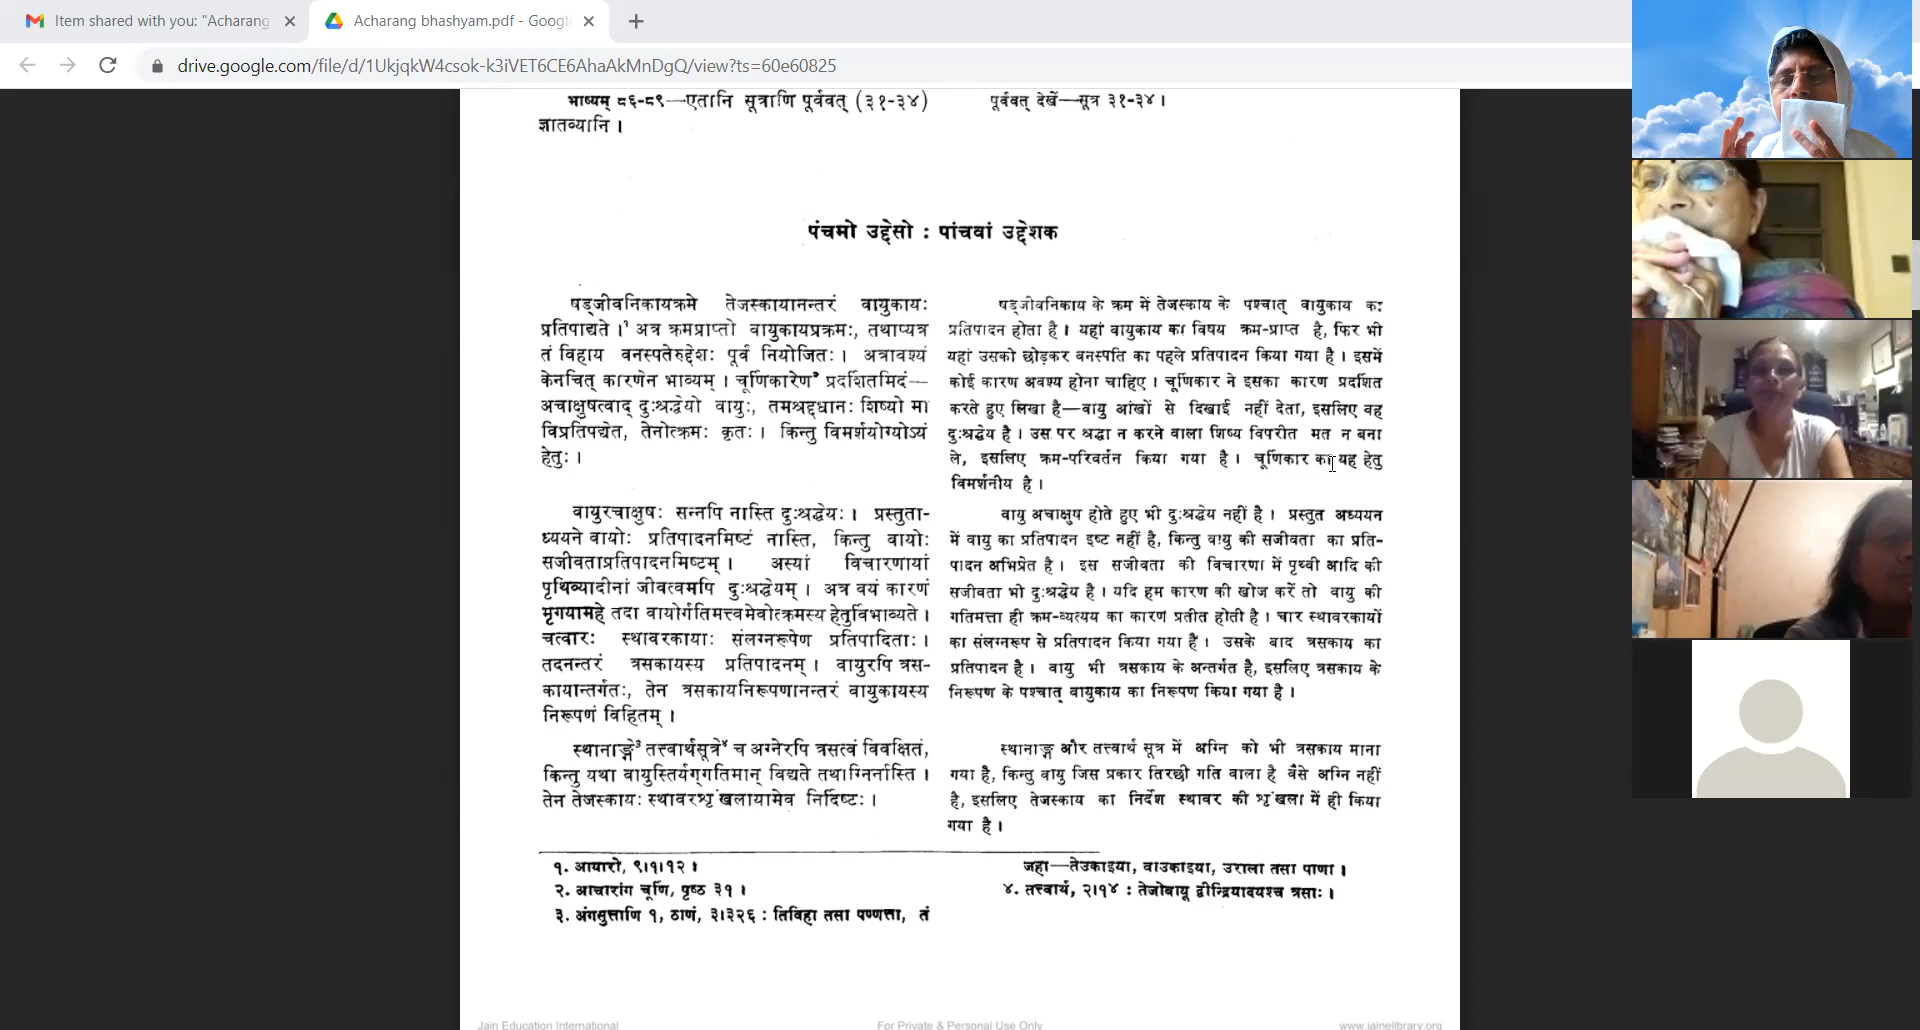 Item shared with you: "Acharang
Acharang bhashyam.pdf - Googl
drive.google.com/file/d/1UkjqkW4csok-k3iVET6CE6AhaAkMnDgQ/view?ts=60e60825
भाष्यम् ८६-८९—एतानि सूत्राणि पूर्ववत् (३१-३४)
ज्ञातव्यानि ।
पूर्ववत् देखें—सूत्र ३१-३४ ।
पंचमो उद्देसो : पांचवां उद्देशक
षड्जीवनिकायक्रमे तेजस्कायानन्तरं वायुकायः
प्रतिपाद्यते ।¹ अत्र क्रमप्राप्तो वायुकायप्रक्रमः, तथाप्यत्र
तं विहाय वनस्पतेरुद्देशः पूर्वं नियोजितः । अत्रावश्यं
केनचित् कारणेन भाव्यम् । चूर्णिकारेण² प्रदर्शितमिदं—
अचाक्षुषत्वाद् दुःश्रद्धेयो वायुः, तमश्रद्दधानः शिष्यो मा
विप्रतिपद्येत, तेनोत्क्रमः कृतः । किन्तु विमर्शयोग्योऽयं
हेतुः ।
वायुरचाक्षुषः सन्नपि नास्ति दुःश्रद्धेयः । प्रस्तुता-
ध्ययने वायोः प्रतिपादनमिष्टं नास्ति, किन्तु वायोः
सजीवताप्रतिपादनमिष्टम् । अस्यां विचारणायां
पृथिव्यादीनां जीवत्वमपि दुःश्रद्धेयम् । अत्र वयं कारणं
मृगयामहे तदा वायोर्गतिमत्त्वमेवोत्क्रमस्य हेतुर्विभाव्यते ।
चत्वारः स्थावरकायाः संलग्नरूपेण प्रतिपादिताः ।
तदनन्तरं त्रसकायस्य प्रतिपादनम् । वायुरपि त्रस-
कायान्तर्गतः, तेन त्रसकायनिरूपणानन्तरं वायुकायस्य
निरूपणं विहितम् ।
स्थानाङ्गे³ तत्त्वार्थसूत्रे⁴ च अग्नेरपि त्रसत्वं विवक्षितं,
किन्तु यथा वायुस्तिर्यग्गतिमान् विद्यते तथाग्निर्नास्ति ।
तेन तेजस्कायः स्थावरशृंखलायामेव निर्दिष्टः ।
षड्जीवनिकाय के क्रम में तेजस्काय के पश्चात् वायुकाय का
प्रतिपादन होता है । यहां वायुकाय का विषय क्रम-प्राप्त है, फिर भी
यहां उसको छोड़कर वनस्पति का पहले प्रतिपादन किया गया है । इसमें
कोई कारण अवश्य होना चाहिए । चूर्णिकार ने इसका कारण प्रदर्शित
करते हुए लिखा है—वायु आंखों से दिखाई नहीं देता, इसलिए वह
दुःश्रद्धेय है । उस पर श्रद्धा न करने वाला शिष्य विपरीत मत न बना
ले, इसलिए क्रम-परिवर्तन किया गया है । चूर्णिकार का यह हेतु
विमर्शनीय है ।
वायु अचाक्षुष होते हुए भी दुःश्रद्धेय नहीं है । प्रस्तुत अध्ययन
में वायु का प्रतिपादन इष्ट नहीं है, किन्तु वायु की सजीवता का प्रति-
पादन अभिप्रेत है । इस सजीवता की विचारणा में पृथ्वी आदि की
सजीवता भी दुःश्रद्धेय है । यदि हम कारण की खोज करें तो वायु की
गतिमत्ता ही क्रम-व्यत्यय का कारण प्रतीत होती है । चार स्थावरकायों
का संलग्नरूप से प्रतिपादन किया गया है । उसके बाद त्रसकाय का
प्रतिपादन है । वायु भी त्रसकाय के अन्तर्गत है, इसलिए त्रसकाय के
निरूपण के पश्चात् वायुकाय का निरूपण किया गया है ।
स्थानाङ्ग और तत्त्वार्थ सूत्र में अग्नि को भी त्रसकाय माना
गया है, किन्तु वायु जिस प्रकार तिरछी गति वाला है वैसे अग्नि नहीं
है, इसलिए तेजस्काय का निर्देश स्थावर की शृंखला में ही किया
गया है ।
१. आयारो, ९।१।१२ ।
२. आचारांग चूर्णि, पृष्ठ ३१ ।
३. अंगसुत्ताणि १, ठाणं, ३।३२६ : तिविहा तसा पण्णत्ता, तं
जहा—तेउकाइया, वाउकाइया, उराला तसा पाणा ।
४. तत्त्वार्थ, २।१४ : तेजोवायू द्वीन्द्रियादयश्च त्रसाः ।
Jain Education International
For Private & Personal Use Only
www.jainelibrary.org